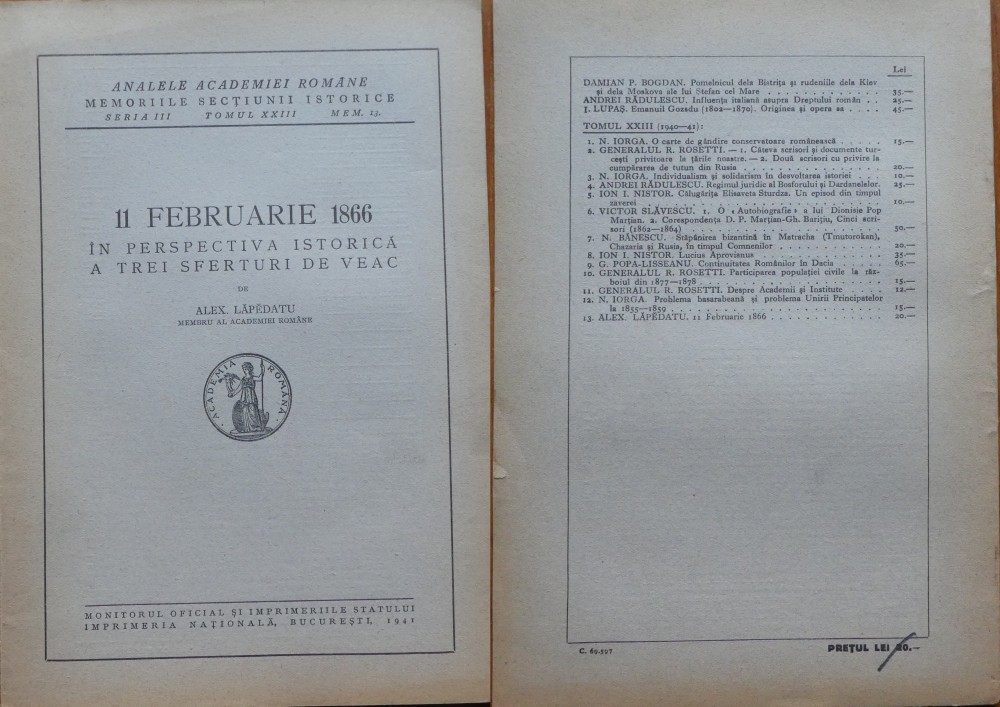 ANALELE ACADEMIEI ROMÂNE
MEMORIILE SECȚIUNII ISTORICE
SERIA III TOMUL XXIII MEM. 13.
11 FEBRUARIE 1866
ÎN PERSPECTIVA ISTORICĂ
A TREI SFERTURI DE VEAC
DE
ALEX. LĂPĔDATU
MEMBRU AL ACADEMIEI ROMÂNE
ACADEMIA ROMÂNĂ
MONITORUL OFICIAL ȘI IMPRIMERIILE STATULUI
IMPRIMERIA NAȚIONALĂ, BUCUREȘTI, 1941
Lei
DAMIAN P. BOGDAN. Pomelnicul dela Bistrița și rudeniile dela Kiev
și dela Moskova ale lui Ștefan cel Mare . . . . . . . . . . . . 35.—
ANDREI RĂDULESCU. Influența italiană asupra Dreptului român . . 25.—
I. LUPAȘ. Emanuil Gozsdu (1802—1870). Originea și opera sa . . . . 45.—
TOMUL XXIII (1940—41):
1. N. IORGA. O carte de gândire conservatoare românească . . . . . 15.—
2. GENERALUL R. ROSETTI. — 1. Câteva scrisori și documente tur-
cești privitoare la țările noastre. — 2. Două scrisori cu privire la
cumpărarea de tutun din Rusia . . . . . . . . . . . . . . . 20.—
3. N. IORGA. Individualism și solidarism în desvoltarea istoriei . . . 10.—
4. ANDREI RĂDULESCU. Regimul juridic al Bosforului și Dardanelelor. 25.—
5. ION I. NISTOR. Călugărița Elisaveta Sturdza. Un episod din timpul
zaverei . . . . . . . . . . . . . . . . . . . . . . . . . 10.—
6. VICTOR SLĂVESCU. 1. O « Autobiografie » a lui Dionisie Pop
Marțian. 2. Corespondența D. P. Marțian-Gh. Barițiu, Cinci scri-
sori (1862—1864) . . . . . . . . . . . . . . . . . . . . . 50.—
7. N. BĂNESCU. Stăpânirea bizantină în Matracha (Tmutorokan),
Chazaria și Rusia, în timpul Comnenilor . . . . . . . . . . . 20.—
8. ION I. NISTOR. Lucius Aprovianus . . . . . . . . . . . . . . 35.—
9. G. POPA-LISSEANU. Continuitatea Românilor în Dacia . . . . . 65.—
10. GENERALUL R. ROSETTI. Participarea populației civile la răz-
boiul din 1877—1878 . . . . . . . . . . . . . . . . . . . . 15.—
11. GENERALUL R. ROSETTI. Despre Academii și Institute . . . . 12.—
12. N. IORGA. Problema basarabeană și problema Unirii Principatelor
la 1855—1859 . . . . . . . . . . . . . . . . . . . . . . . 15.—
13. ALEX. LĂPĔDATU. 11 Februarie 1866 . . . . . . . . . . . . 20.—
C. 69.597
PREȚUL LEI 20.—